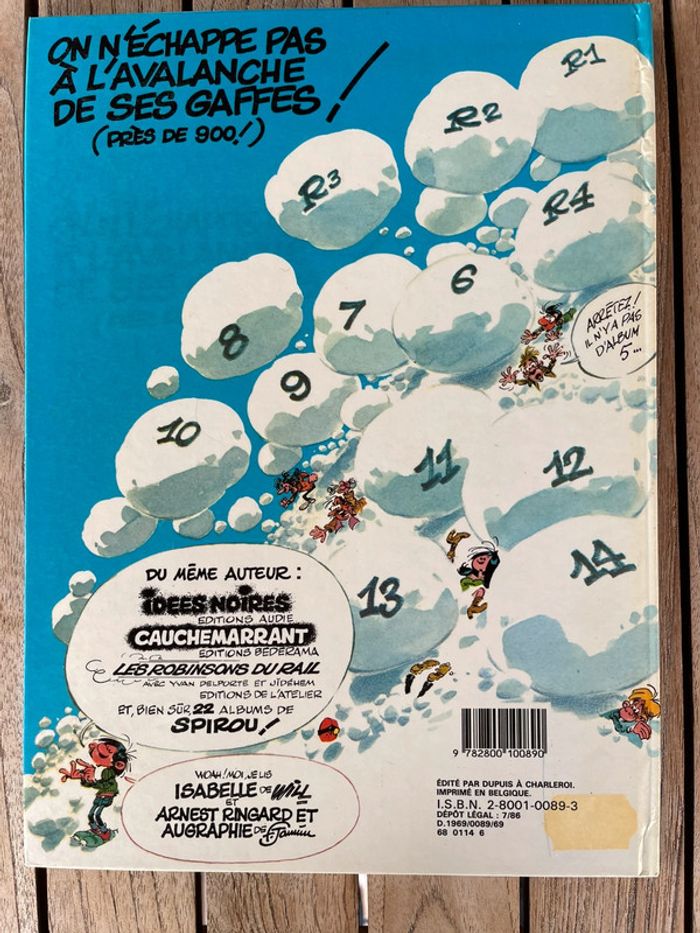 ON N'ÉCHAPPE PAS
À L'AVALANCHE
DE SES GAFFES !
(PRÈS DE 900!)
R1
R2
R3
R4
6
7
8
9
10
ARRÊTEZ!
IL N'Y A PAS
D'ALBUM
5...
11
12
13
14
DU MÊME AUTEUR :
IDEES NOIRES
EDITIONS AUDIE
CAUCHEMARRANT
EDITIONS BÉDÉRAMA
LES ROBINSONS DU RAIL
AVEC YVAN DELPORTE ET JIDÉHEM
EDITIONS DE L'ATELIER
ET, BIEN SÛR 22 ALBUMS DE
SPIROU!
WOAH! MOI, JE LIS
ISABELLE DE WILL
ET
ARNEST RINGARD ET
AUGRAPHIE DE F. Jannin
9 782800 100890
ÉDITÉ PAR DUPUIS À CHARLEROI.
IMPRIMÉ EN BELGIQUE.
I.S.B.N. 2-8001-0089-3
DÉPÔT LÉGAL : 7/86
D.1969/0089/69
68 0114 6